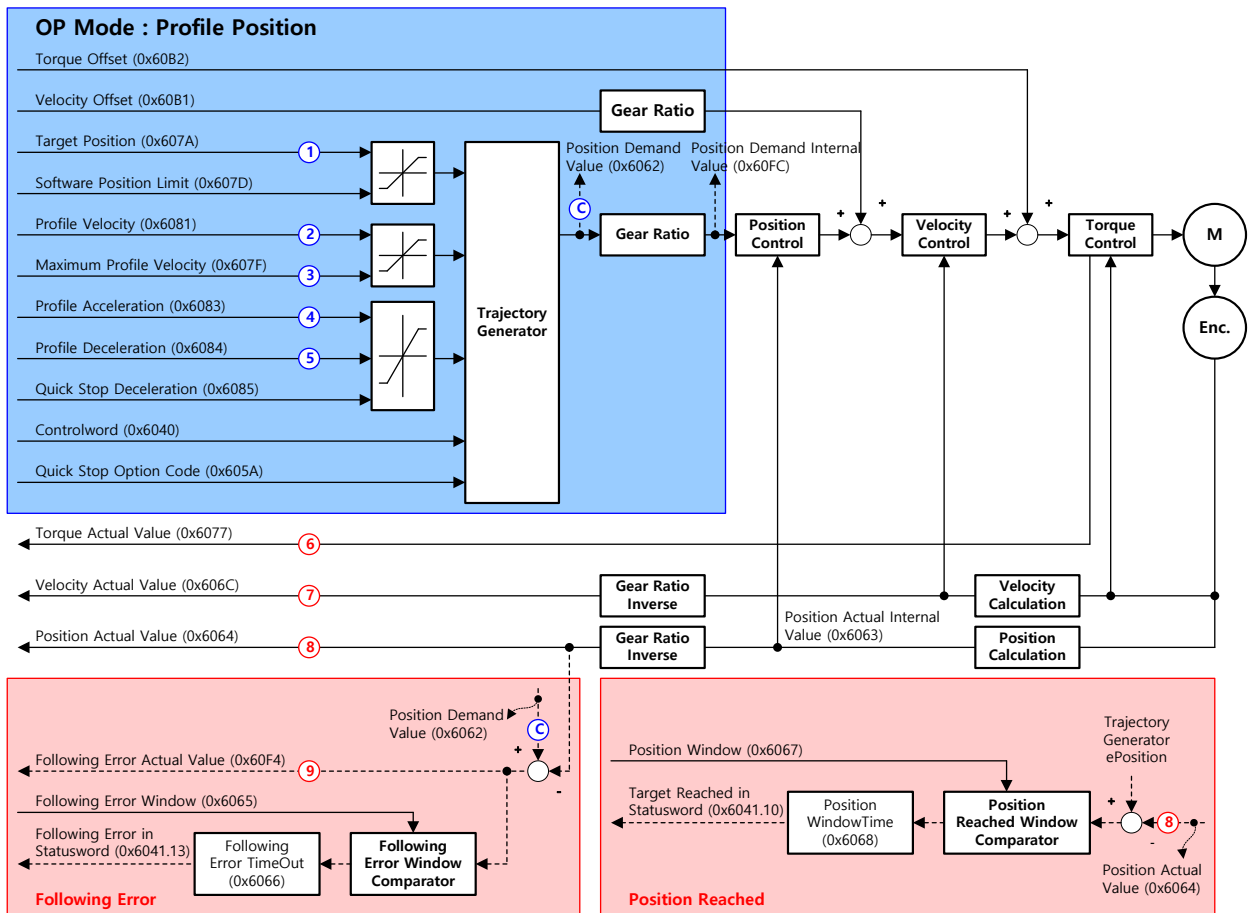 OP Mode : Profile Position
Torque Offset (0x60B2)
Velocity Offset (0x60B1)
Gear Ratio
Target Position (0x607A)
1
Software Position Limit (0x607D)
Profile Velocity (0x6081)
2
Maximum Profile Velocity (0x607F)
3
Profile Acceleration (0x6083)
4
Profile Deceleration (0x6084)
5
Quick Stop Deceleration (0x6085)
Controlword (0x6040)
Quick Stop Option Code (0x605A)
Trajectory
Generator
Position Demand
Value (0x6062)
C
Position Demand Internal
Value (0x60FC)
Gear Ratio
Position
Control
+
+
Velocity
Control
+
+
Torque
Control
M
Enc.
Torque Actual Value (0x6077)
6
Velocity Actual Value (0x606C)
7
Gear Ratio
Inverse
Velocity
Calculation
Position Actual Value (0x6064)
8
Gear Ratio
Inverse
Position Actual Internal
Value (0x6063)
Position
Calculation
Position Demand
Value (0x6062)
C
+
-
Following Error Actual Value (0x60F4)
9
Following Error Window (0x6065)
Following Error in
Statusword (0x6041.13)
Following
Error TimeOut
(0x6066)
Following
Error Window
Comparator
Following Error
Position Window (0x6067)
Trajectory
Generator
ePosition
Target Reached in
Statusword (0x6041.10)
Position
WindowTime
(0x6068)
Position
Reached Window
Comparator
+
-
8
Position Actual
Value (0x6064)
Position Reached